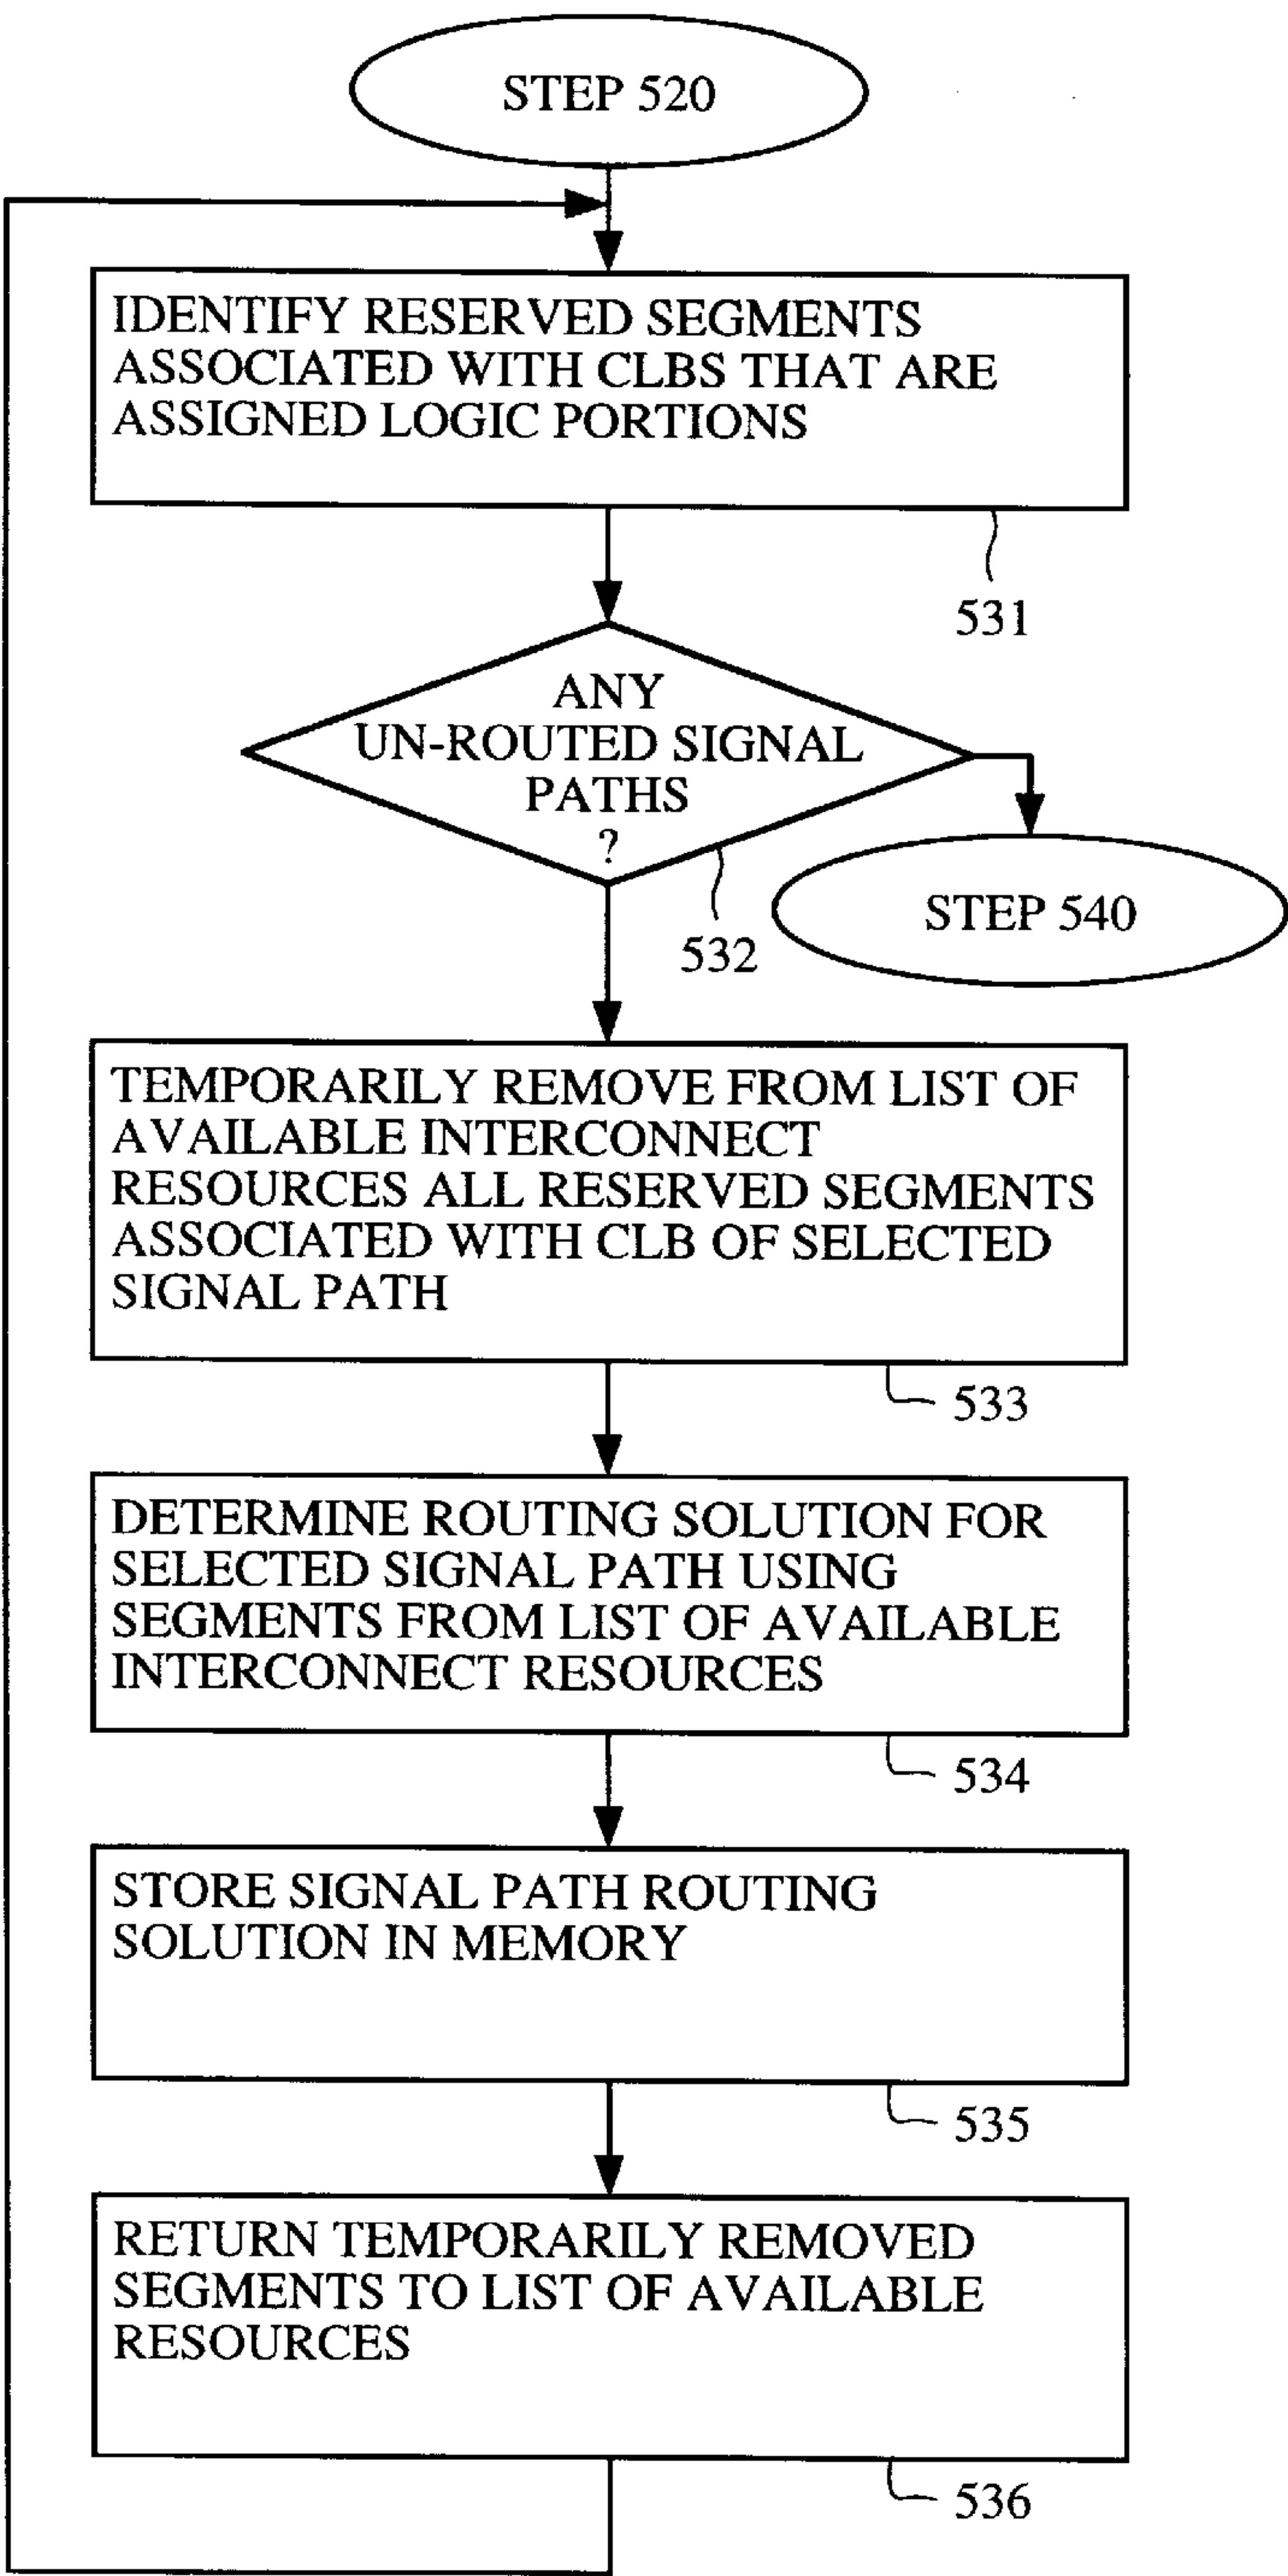 STEP 520
IDENTIFY RESERVED SEGMENTS
ASSOCIATED WITH CLBS THAT ARE
ASSIGNED LOGIC PORTIONS
531
ANY
UN-ROUTED SIGNAL
PATHS
?
532
STEP 540
TEMPORARILY REMOVE FROM LIST OF
AVAILABLE INTERCONNECT
RESOURCES ALL RESERVED SEGMENTS
ASSOCIATED WITH CLB OF SELECTED
SIGNAL PATH
533
DETERMINE ROUTING SOLUTION FOR
SELECTED SIGNAL PATH USING
SEGMENTS FROM LIST OF AVAILABLE
INTERCONNECT RESOURCES
534
STORE SIGNAL PATH ROUTING
SOLUTION IN MEMORY
535
RETURN TEMPORARILY REMOVED
SEGMENTS TO LIST OF AVAILABLE
RESOURCES
536